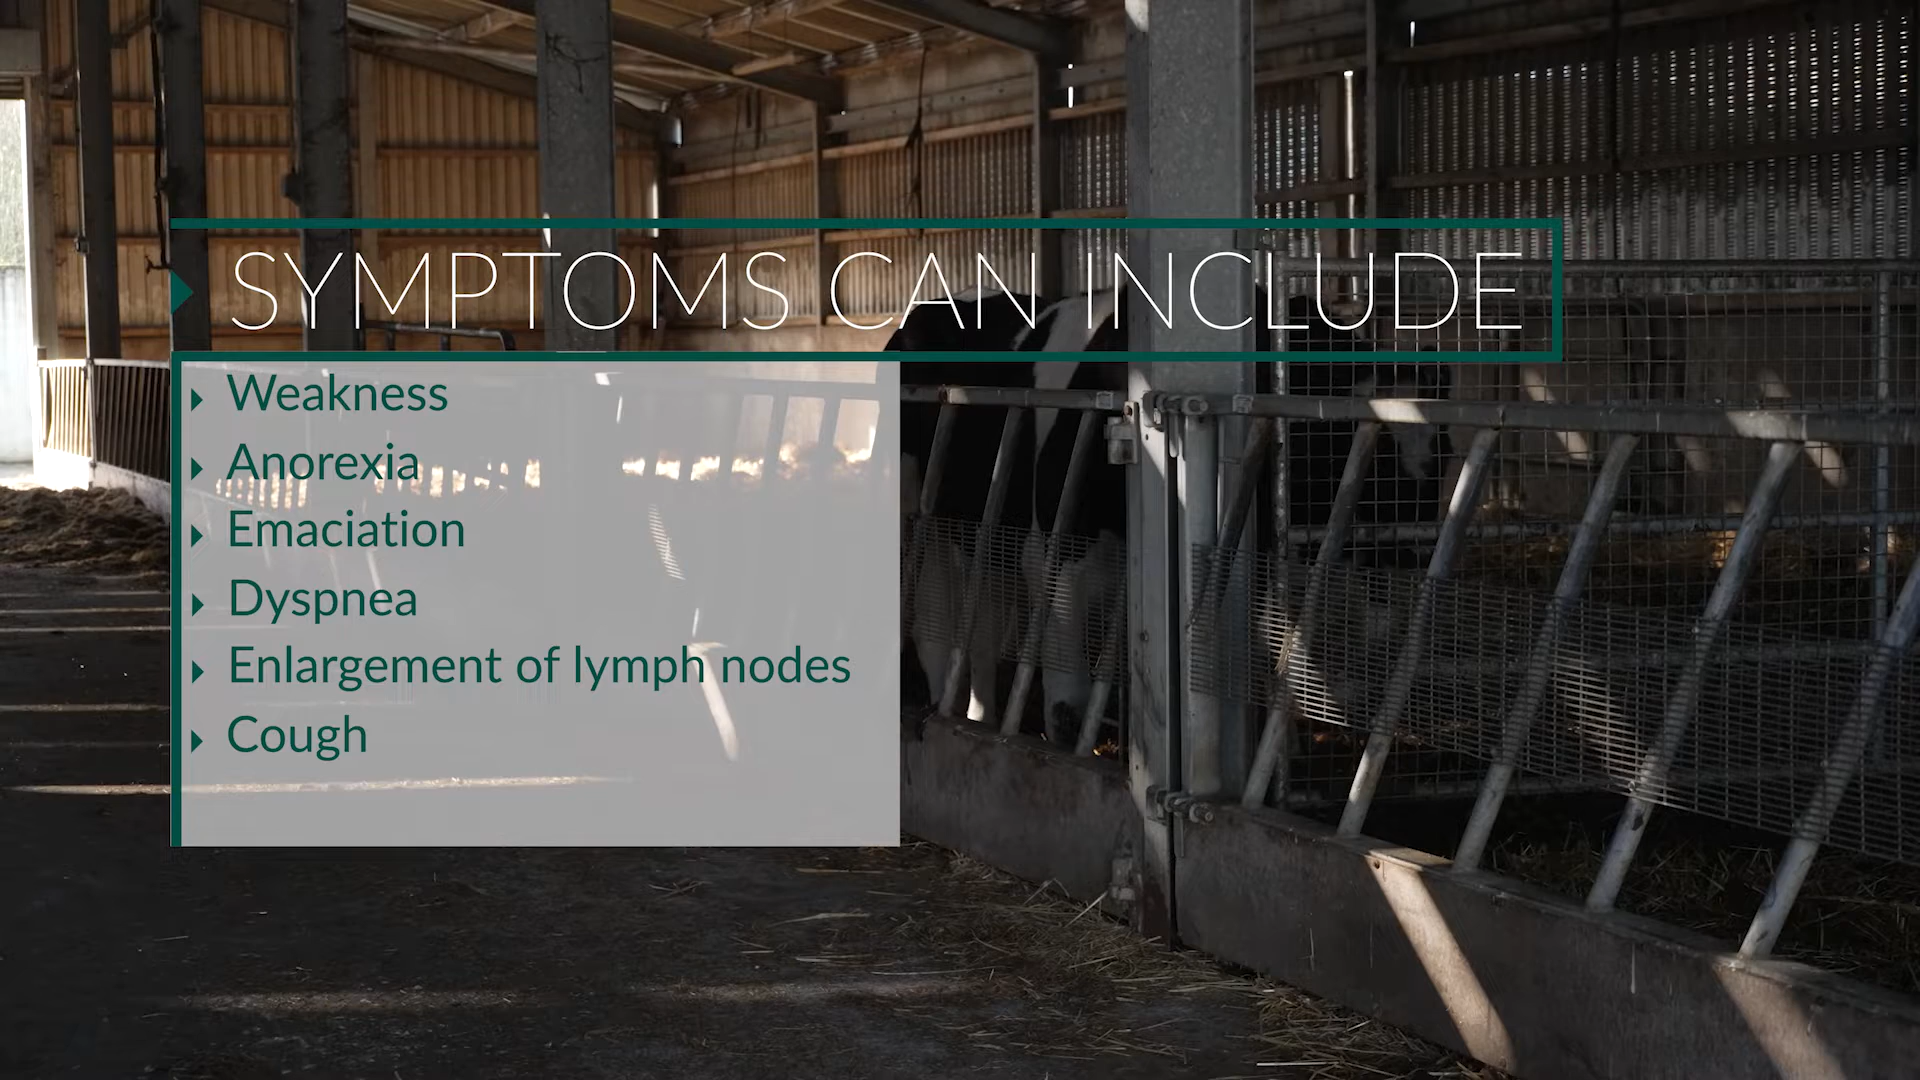 SYMPTOMS CAN INCLUDE
Weakness
Anorexia
Emaciation
Dyspnea
Enlargement of lymph nodes
Cough